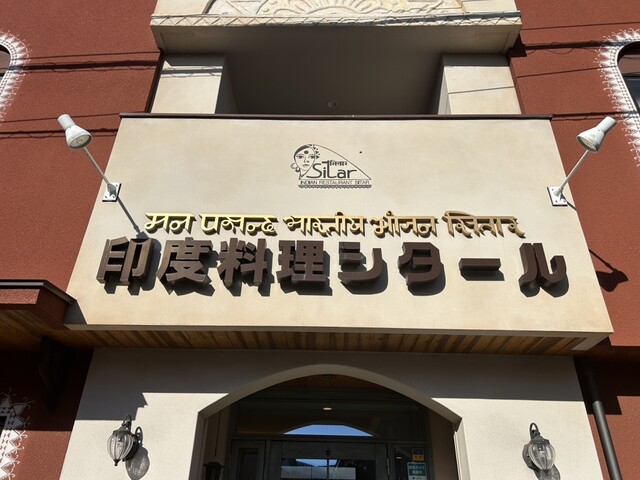 सितार
Sitar
INDIAN RESTAURANT SITAR
मन पसन्द भारतीय भोजन सितार
印度料理シタール